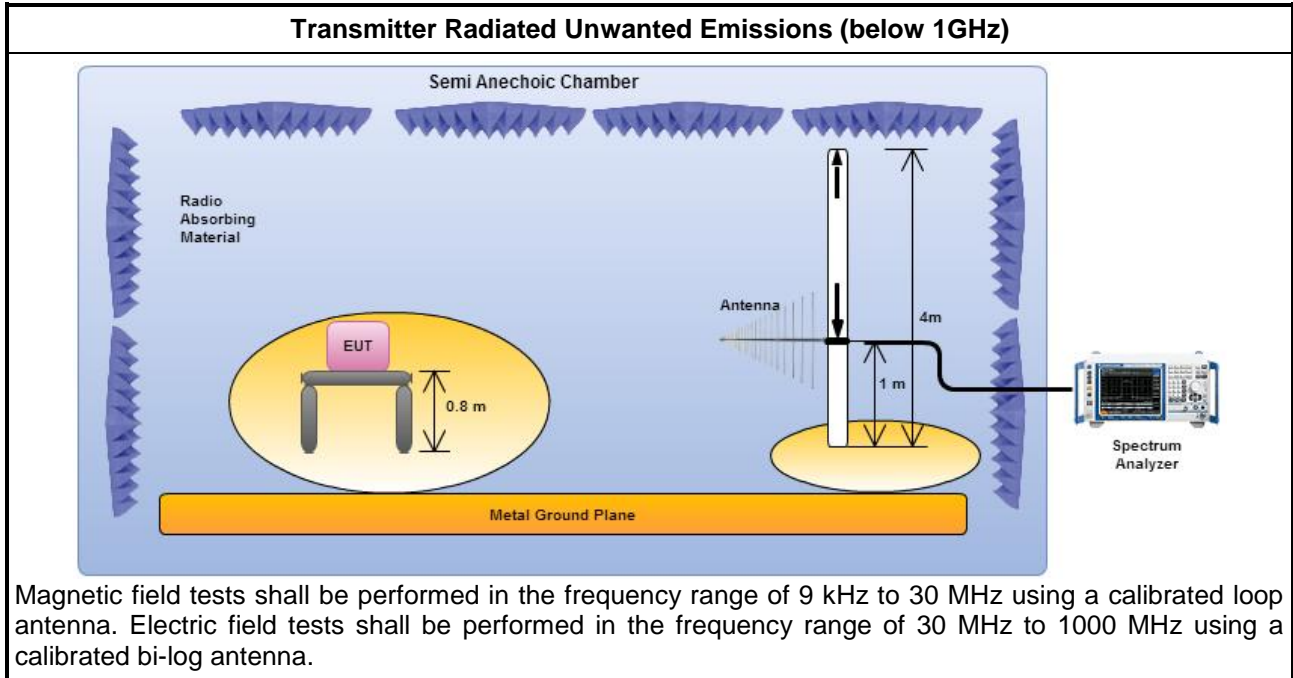 Transmitter Radiated Unwanted Emissions (below 1GHz)
Semi Anechoic Chamber
Radio
Absorbing
Material
Antenna
4m
EUT
1 m
0.8 m
Spectrum
Analyzer
Metal Ground Plane
Magnetic field tests shall be performed in the frequency range of 9 kHz to 30 MHz using a calibrated loop
antenna. Electric field tests shall be performed in the frequency range of 30 MHz to 1000 MHz using a
calibrated bi-log antenna.